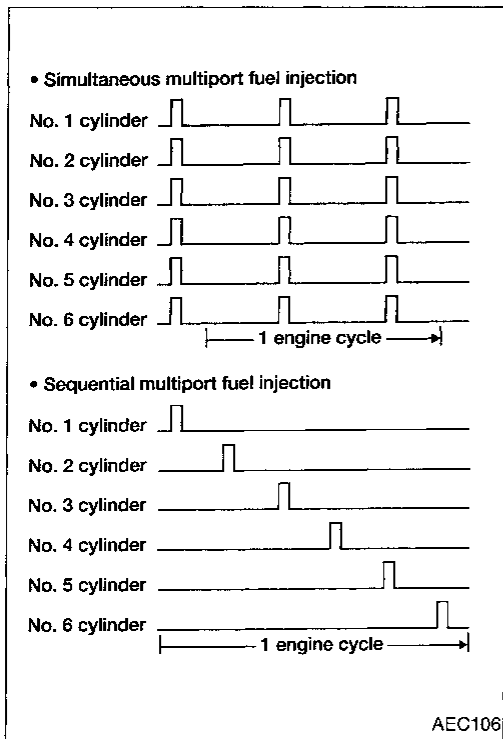 • Simultaneous multiport fuel injection
No. 1 cylinder
No. 2 cylinder
No. 3 cylinder
No. 4 cylinder
No. 5 cylinder
No. 6 cylinder
1 engine cycle
• Sequential multiport fuel injection
No. 1 cylinder
No. 2 cylinder
No. 3 cylinder
No. 4 cylinder
No. 5 cylinder
No. 6 cylinder
1 engine cycle
AEC106